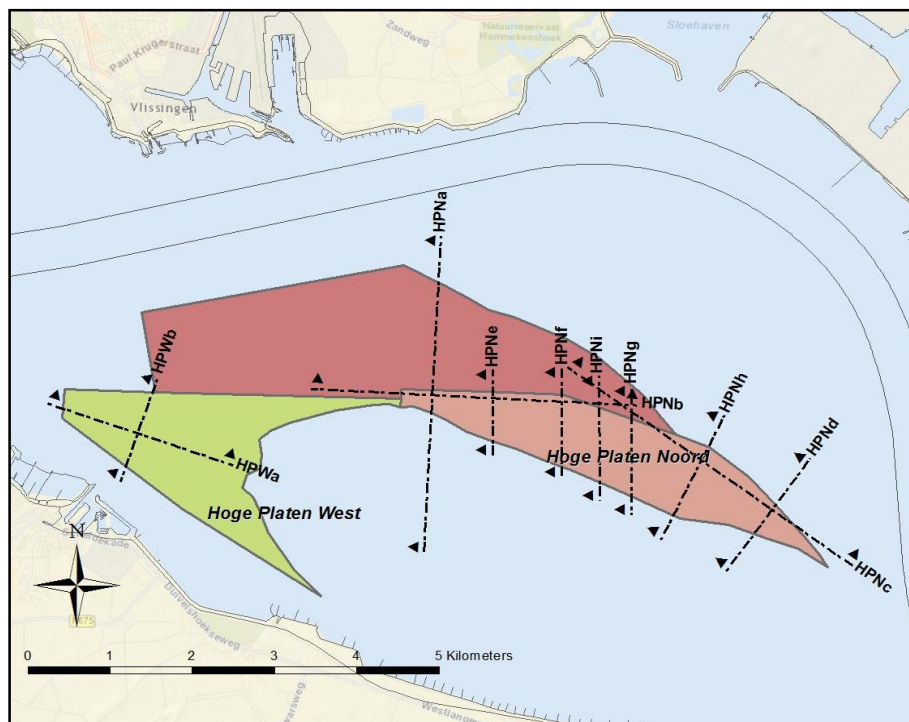 Natuurreservaat
Rammekenshoek
Sloehaven
Zandweg
Paul Krugerstraat
Vlissingen
HPNa
HPWb
HPNe
HPNf
HPNi
HPNg
HPNh
HPNb
HPNd
HPWa
Hoge Platen Noord
Hoge Platen West
HPNc
N
Duivershoekseweg
0 1 2 3 4 5 Kilometers